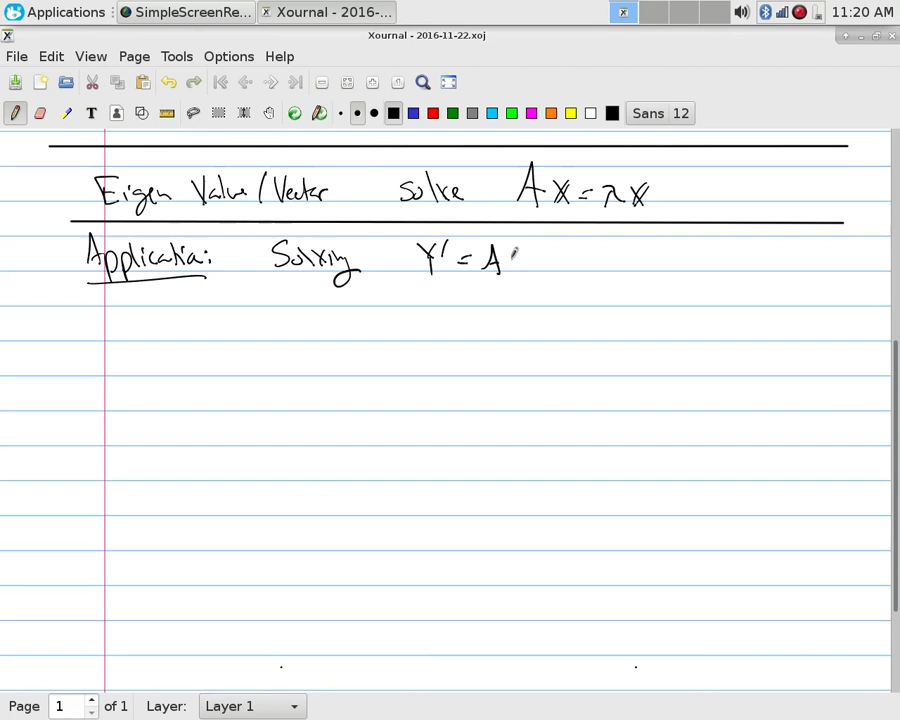 Applications SimpleScreenRe... Xournal - 2016-... 11:20 AM
Xournal - 2016-11-22.xoj
File Edit View Page Tools Options Help
Sans 12
Eigen Value/Vector solve Ax=λx
Application: Solving Y' = A
Page 1 of 1 Layer: Layer 1